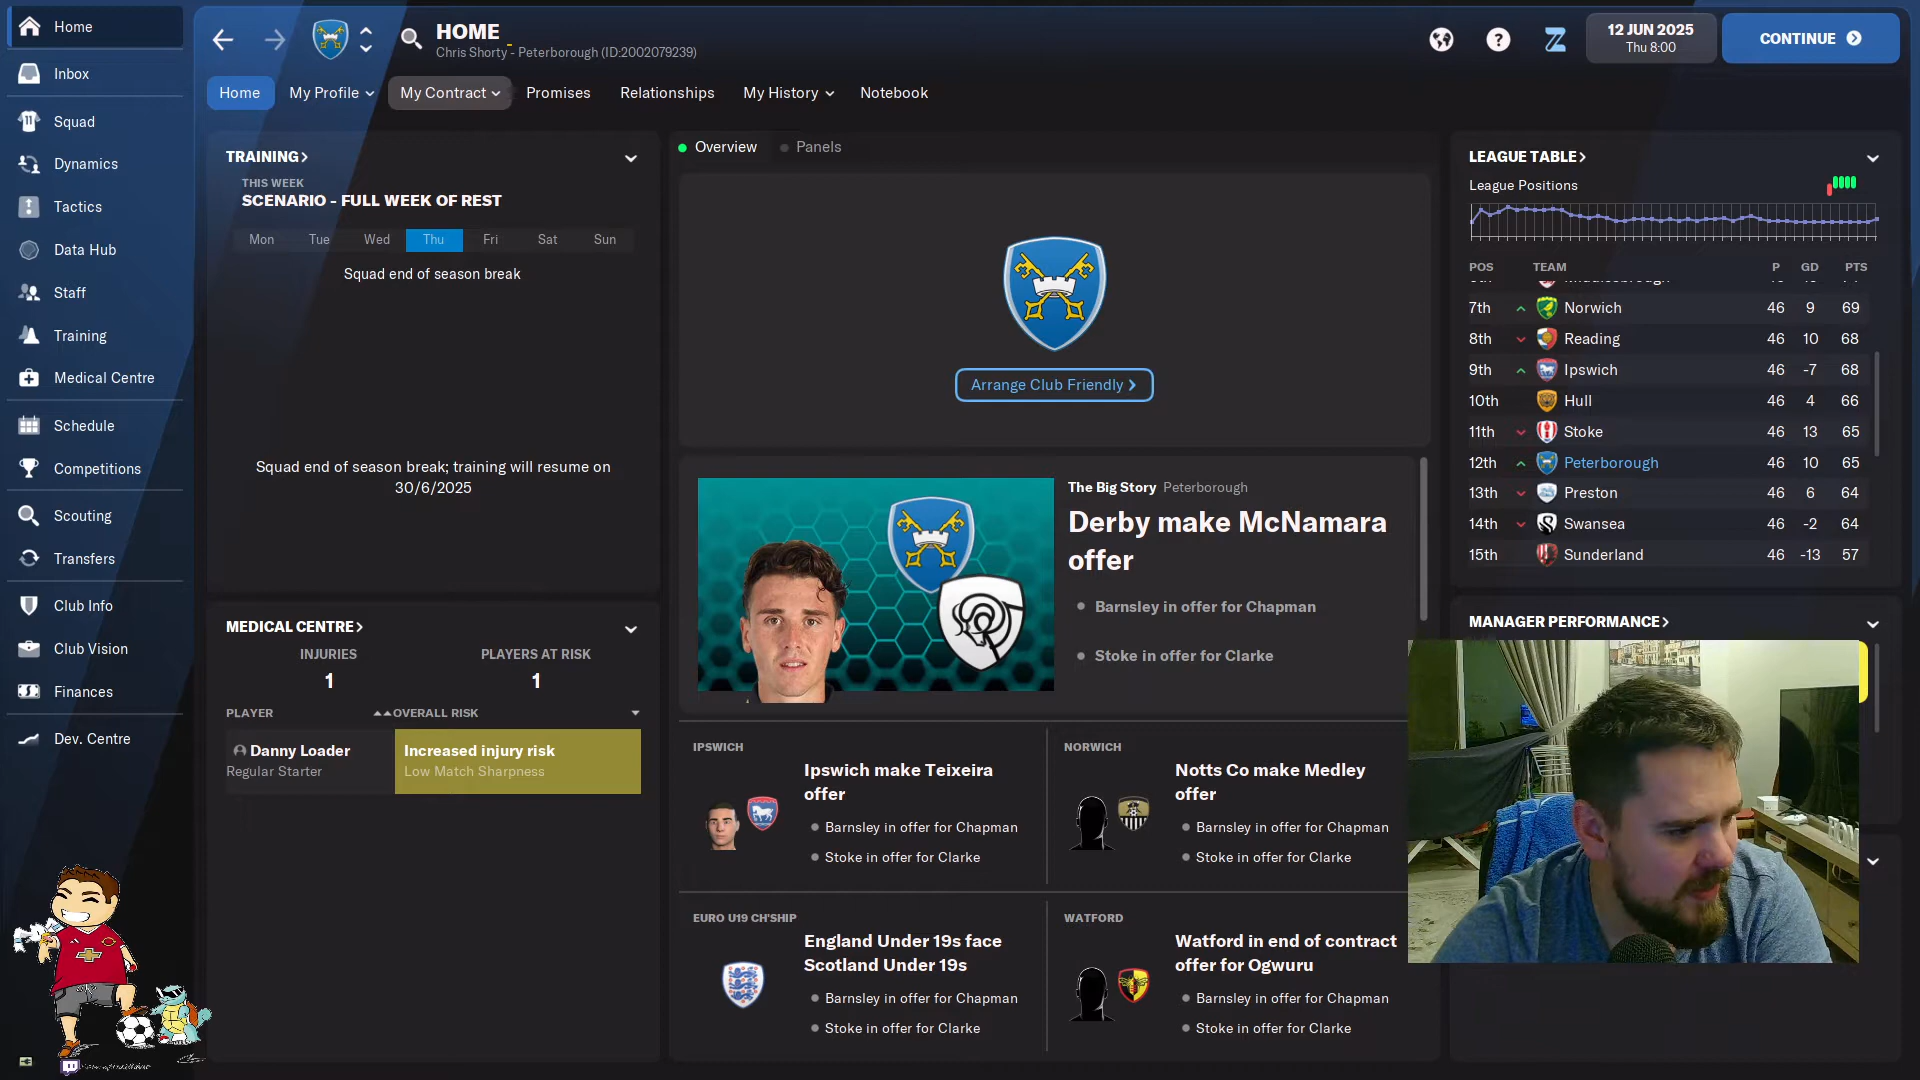 Home
Inbox
Squad
Dynamics
Tactics
Data Hub
Staff
Training
Medical Centre
Schedule
Competitions
Scouting
Transfers
Club Info
Club Vision
Finances
Dev. Centre
HOME
Chris Shorty - Peterborough (ID:2002079239)
12 JUN 2025
Thu 8:00
CONTINUE
Home
My Profile
My Contract
Promises
Relationships
My History
Notebook
TRAINING
THIS WEEK
SCENARIO - FULL WEEK OF REST
Mon Tue Wed Thu Fri Sat Sun
Squad end of season break
Squad end of season break; training will resume on
30/6/2025
MEDICAL CENTRE
INJURIES PLAYERS AT RISK
1 1
PLAYER OVERALL RISK
Danny Loader Increased injury risk
Regular Starter Low Match Sharpness
Overview Panels
Arrange Club Friendly
The Big Story Peterborough
Derby make McNamara
offer
Barnsley in offer for Chapman
Stoke in offer for Clarke
IPSWICH
Ipswich make Teixeira
offer
Barnsley in offer for Chapman
Stoke in offer for Clarke
NORWICH
Notts Co make Medley
offer
Barnsley in offer for Chapman
Stoke in offer for Clarke
EURO U19 CH'SHIP
England Under 19s face
Scotland Under 19s
Barnsley in offer for Chapman
Stoke in offer for Clarke
WATFORD
Watford in end of contract
offer for Ogwuru
Barnsley in offer for Chapman
Stoke in offer for Clarke
LEAGUE TABLE
League Positions
POS TEAM P GD PTS
7th Norwich 46 9 69
8th Reading 46 10 68
9th Ipswich 46 -7 68
10th Hull 46 4 66
11th Stoke 46 13 65
12th Peterborough 46 10 65
13th Preston 46 6 64
14th Swansea 46 -2 64
15th Sunderland 46 -13 57
MANAGER PERFORMANCE